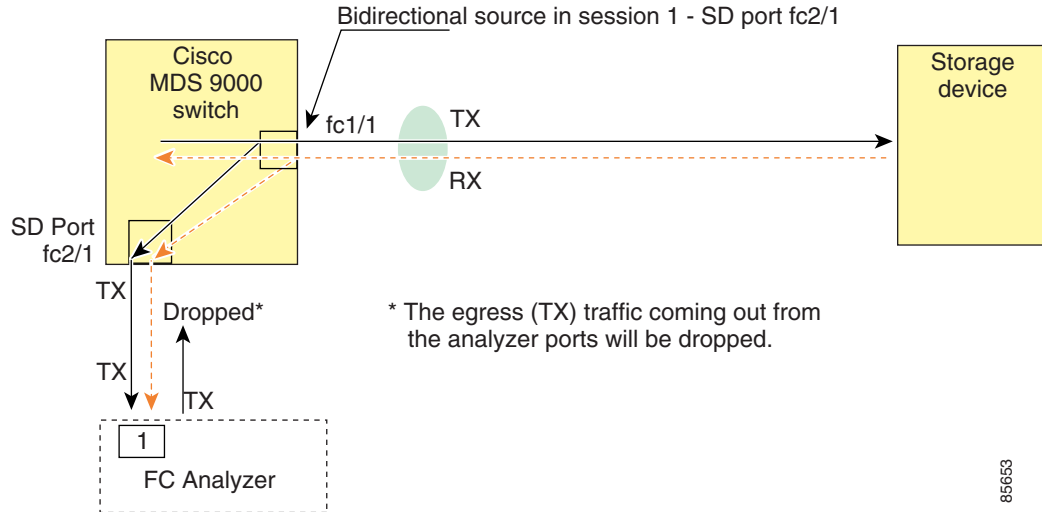 Bidirectional source in session 1 - SD port fc2/1
Cisco
MDS 9000
switch
Storage
device
fc1/1
TX
RX
SD Port
fc2/1
TX
Dropped*
* The egress (TX) traffic coming out from
the analyzer ports will be dropped.
TX
TX
1
FC Analyzer
85653